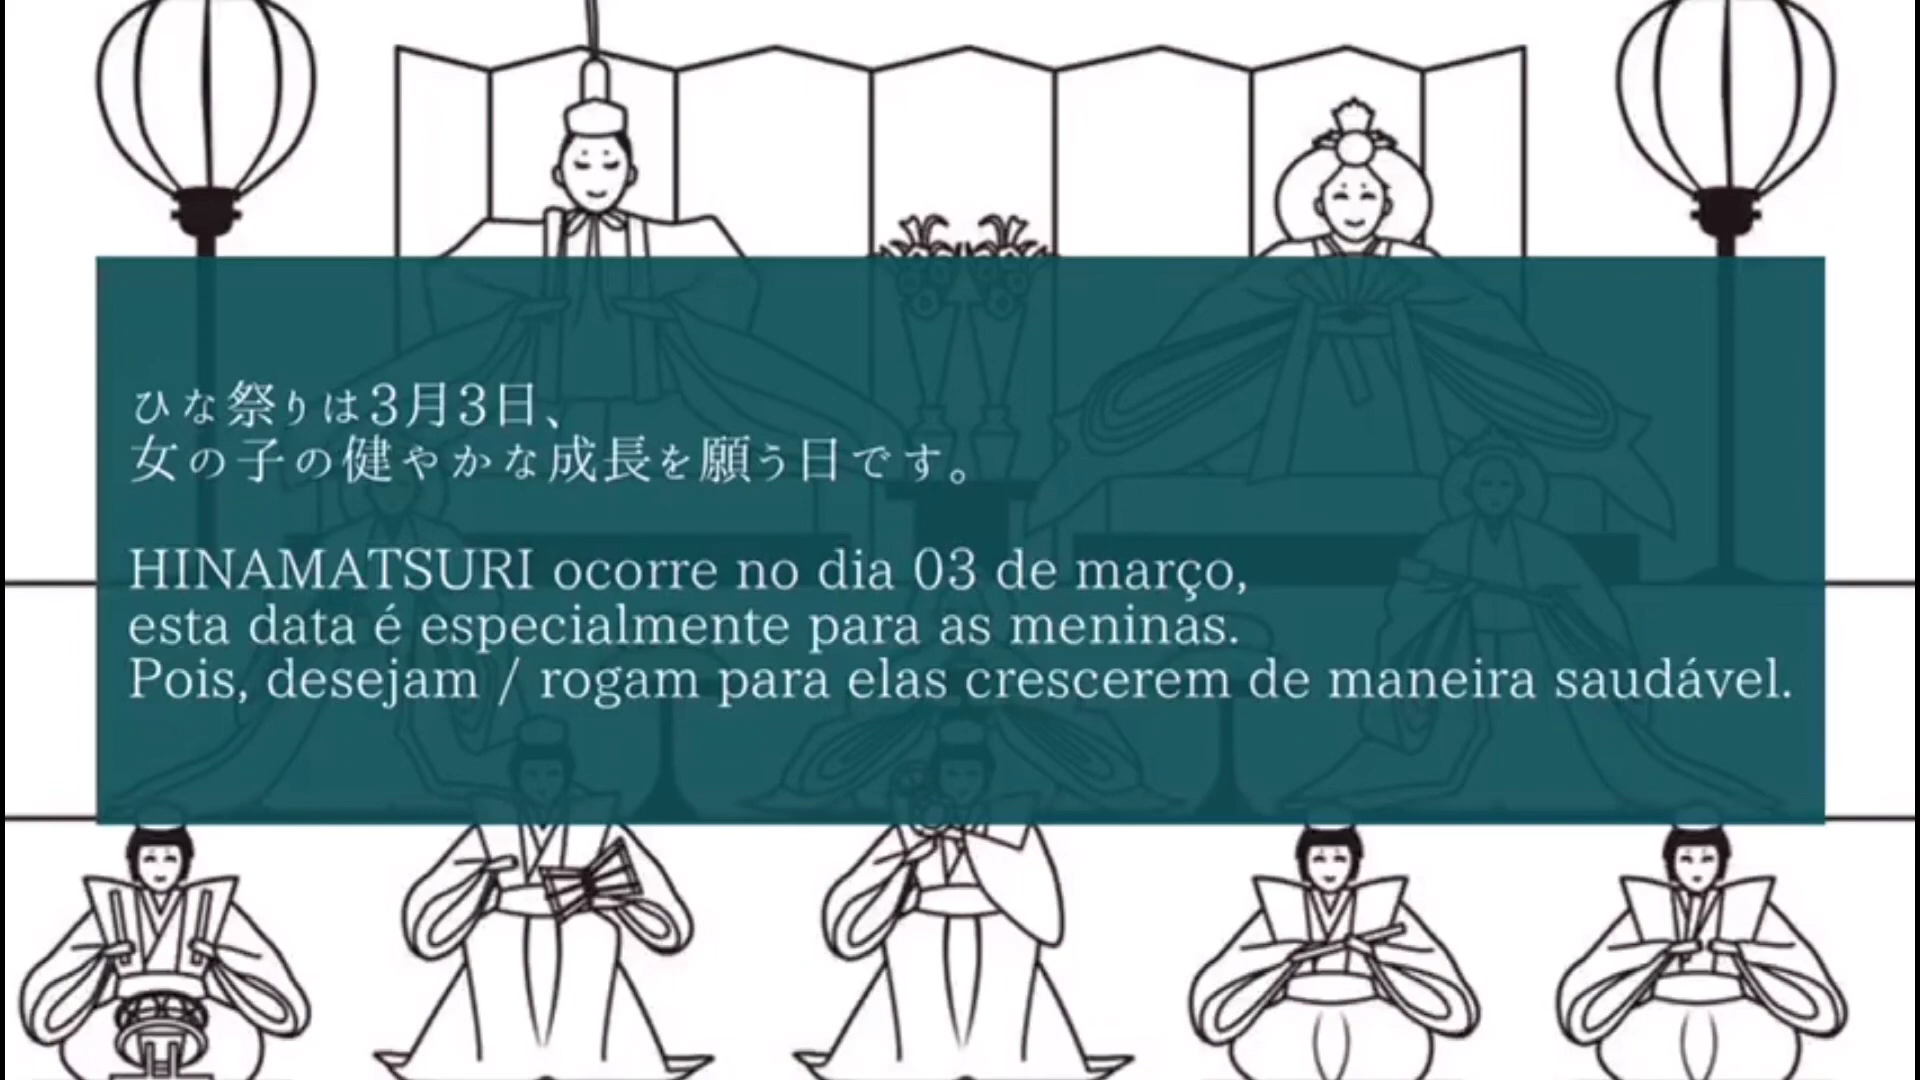 ひな祭りは3月3日、
女の子の健やかな成長を願う日です。
HINAMATSURI ocorre no dia 03 de março,
esta data é especialmente para as meninas.
Pois, desejam / rogam para elas crescerem de maneira saudável.